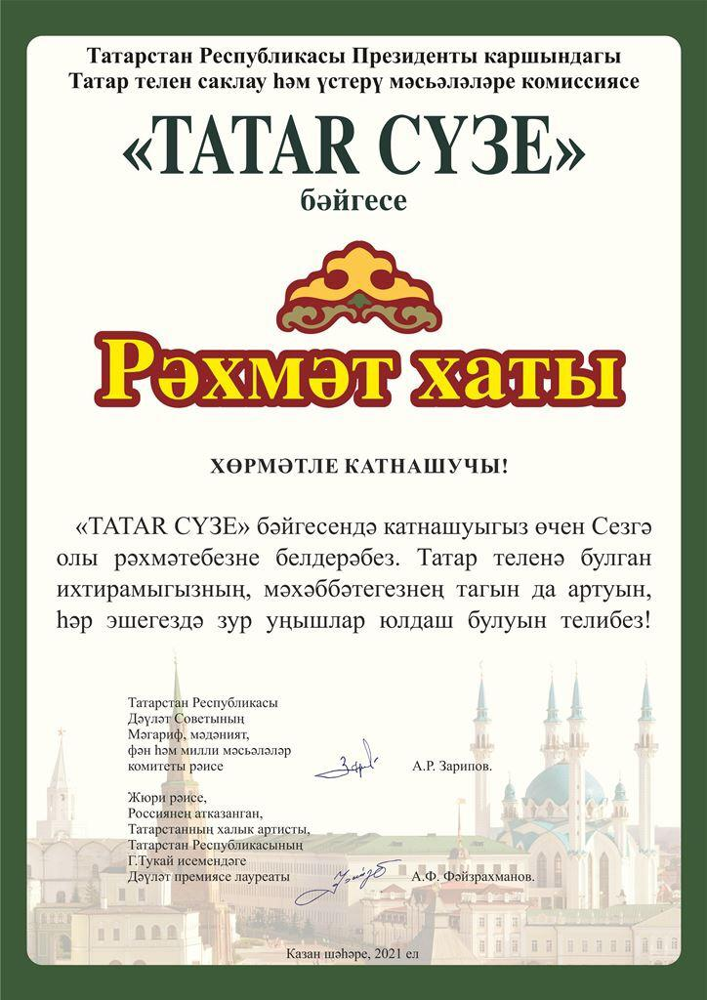 Татарстан Республикасы Президенты каршындагы
Татар телен саклау һәм үстерү мәсьәләләре комиссиясе
«TATAR СҮЗЕ»
бәйгесе
Рәхмәт хаты
ХӨРМӘТЛЕ КАТНАШУЧЫ!
«TATAR СҮЗЕ» бәйгесендә катнашуыгыз өчен Сезгә
олы рәхмәтебезне белдерәбез. Татар теленә булган
ихтирамыгызның, мәхәббәтегезнең тагын да артуын,
һәр эшегездә зур уңышлар юлдаш булуын телибез!
Татарстан Республикасы
Дәүләт Советының
Мәгариф, мәдәният,
фән һәм милли мәсьәләләр
комитеты рәисе
А.Р. Зарипов.
Жюри рәисе,
Россиянең атказанган,
Татарстанның халык артисты,
Татарстан Республикасының
Г.Тукай исемендәге
Дәүләт премиясе лауреаты
А.Ф. Фәйзрахманов.
Казан шәһәре, 2021 ел